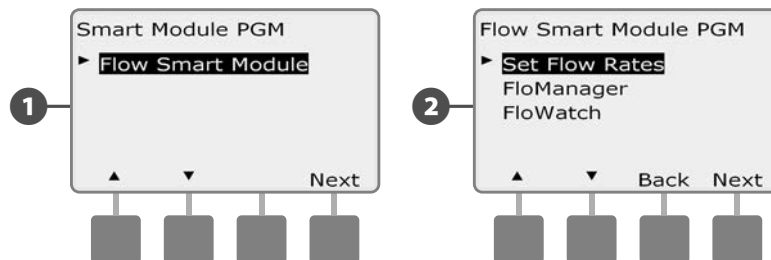 Smart Module PGM
► Flow Smart Module
1
▲ ▼ Next
Flow Smart Module PGM
► Set Flow Rates
FloManager
FloWatch
2
▲ ▼ Back Next